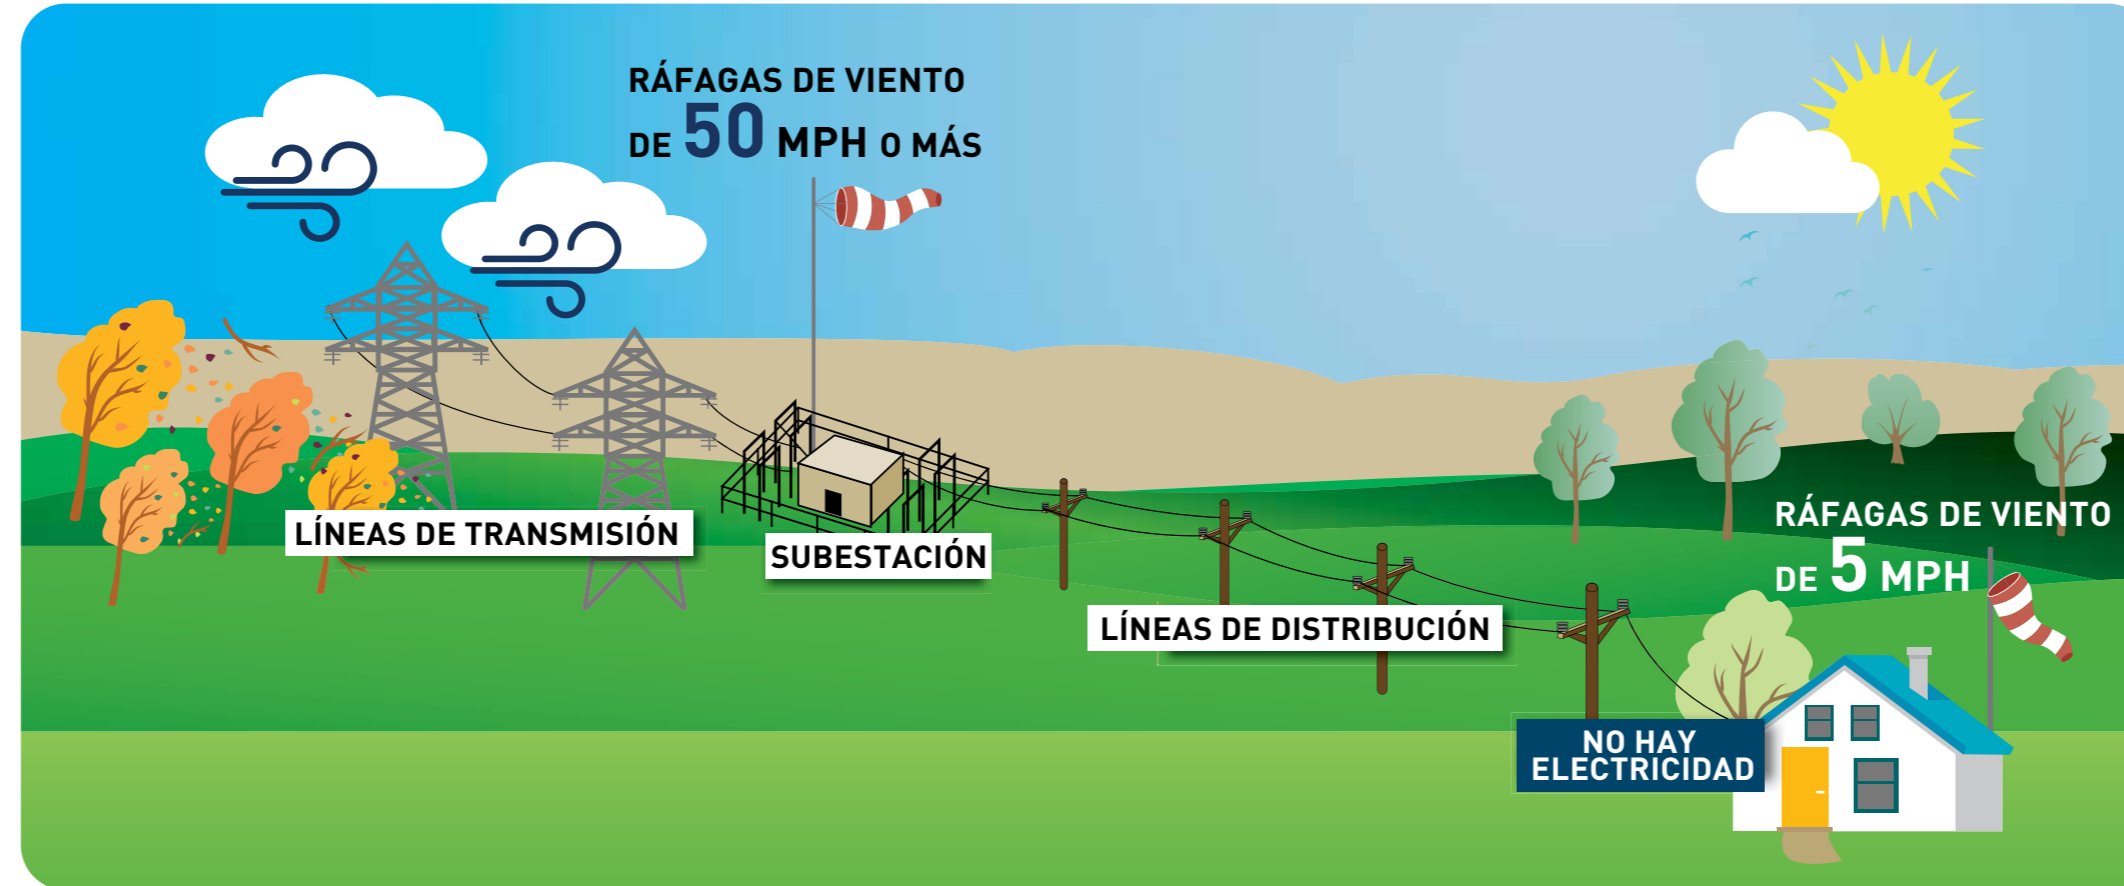 RÁFAGAS DE VIENTO
DE 50 MPH O MÁS
LÍNEAS DE TRANSMISIÓN
SUBESTACIÓN
LÍNEAS DE DISTRIBUCIÓN
RÁFAGAS DE VIENTO
DE 5 MPH
NO HAY
ELECTRICIDAD